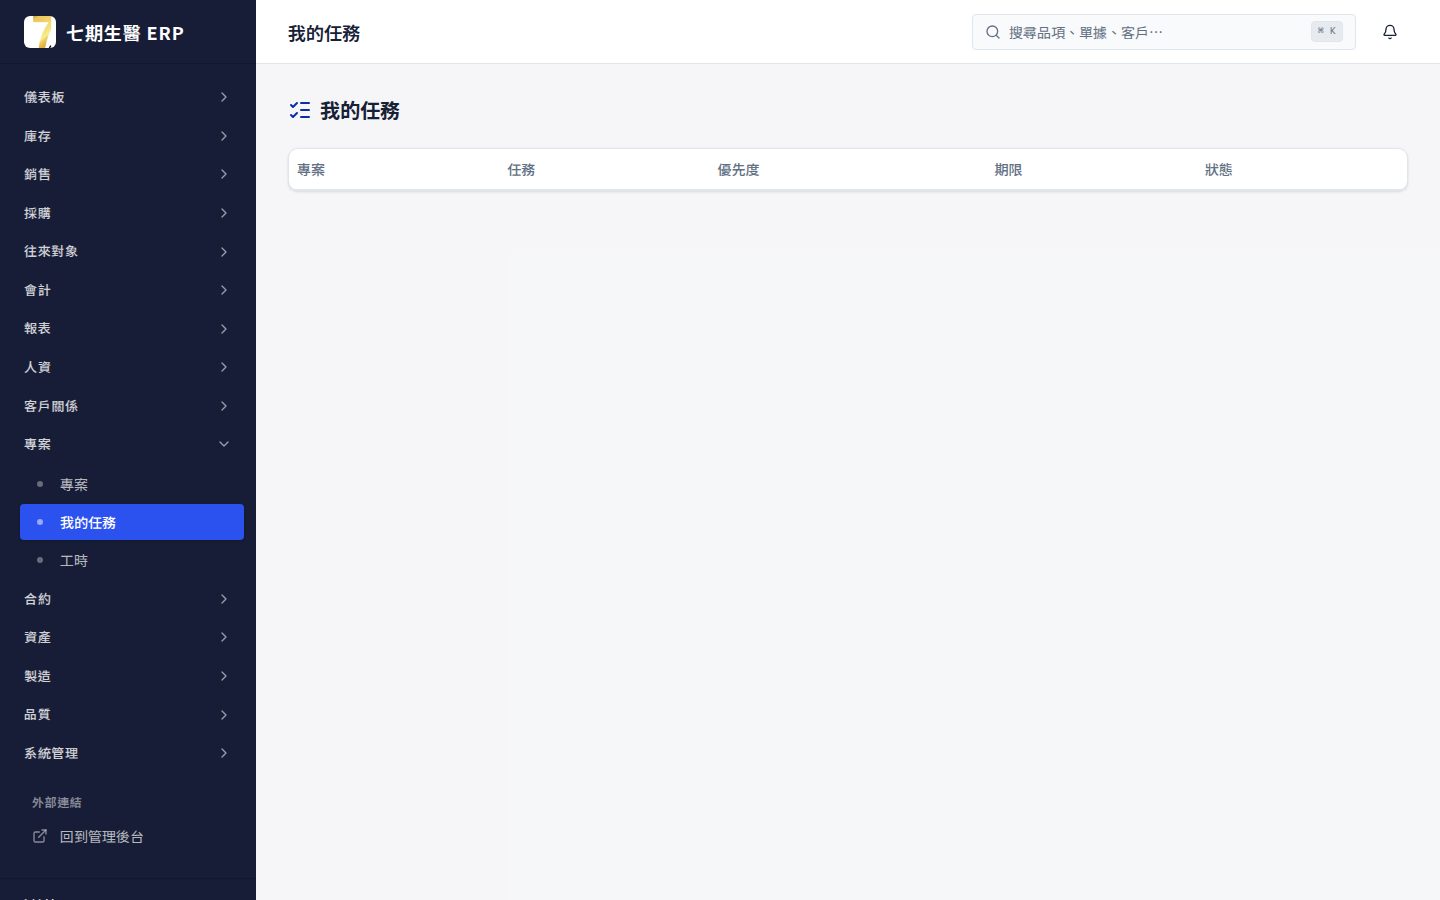 七期生醫 ERP
我的任務
搜尋品項、單據、客戶…
⌘ K
儀表板
庫存
銷售
採購
往來對象
會計
報表
人資
客戶關係
專案
專案
我的任務
工時
合約
資產
製造
品質
系統管理
外部連結
回到管理後台
我的任務
專案 任務 優先度 期限 狀態